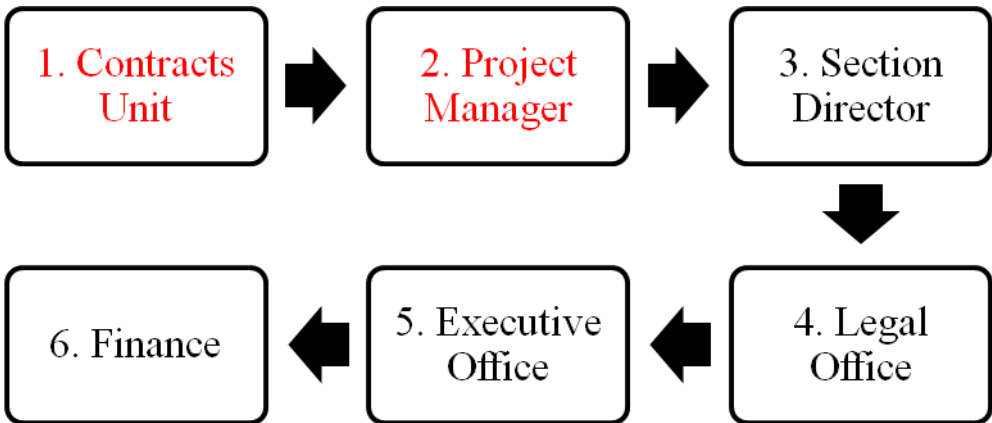 1. Contracts
Unit
2. Project
Manager
3. Section
Director
4. Legal
Office
5. Executive
Office
6. Finance